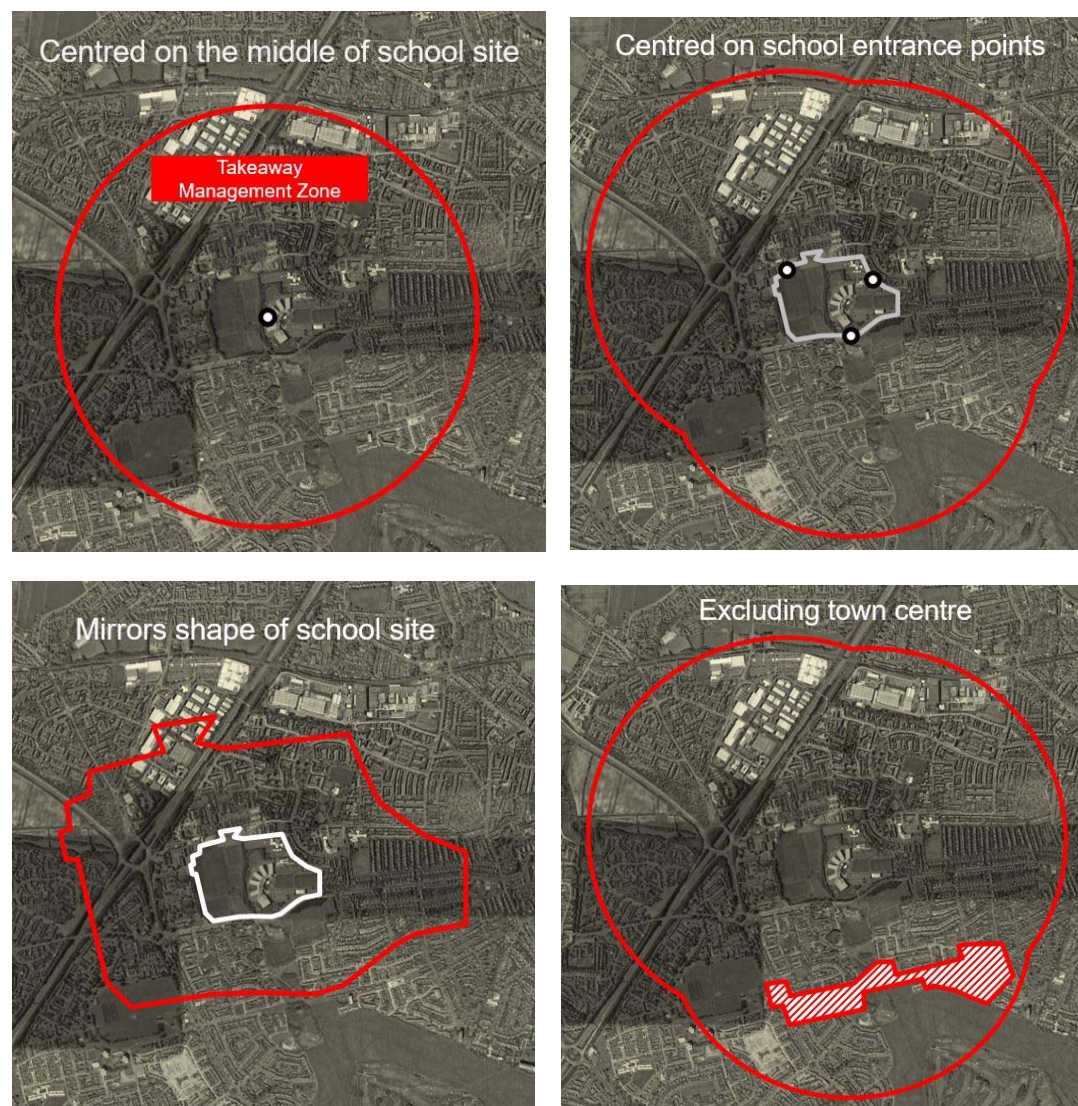 Centred on the middle of school site
Takeaway
Management Zone
Centred on school entrance points
Mirrors shape of school site
Excluding town centre